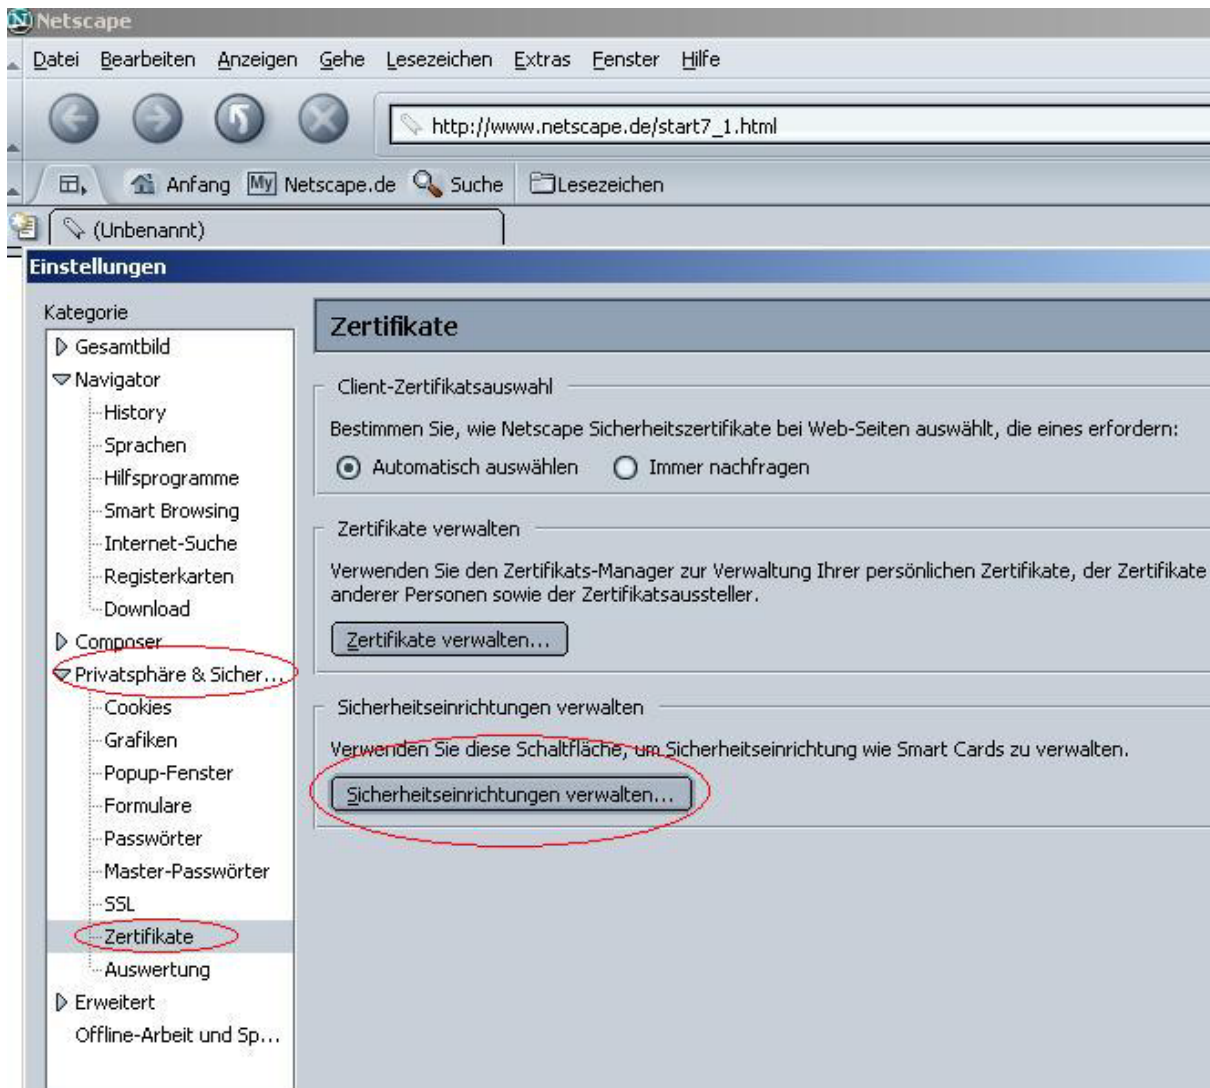 Netscape
Datei Bearbeiten Anzeigen Gehe Lesezeichen Extras Fenster Hilfe
http://www.netscape.de/start7_1.html
Anfang My Netscape.de Suche Lesezeichen
(Unbenannt)
Einstellungen
Kategorie
Gesamtbild
Navigator
History
Sprachen
Hilfsprogramme
Smart Browsing
Internet-Suche
Registerkarten
Download
Composer
Privatsphäre & Sicher...
Cookies
Grafiken
Popup-Fenster
Formulare
Passwörter
Master-Passwörter
SSL
Zertifikate
Auswertung
Erweitert
Offline-Arbeit und Sp...
Zertifikate
Client-Zertifikatsauswahl
Bestimmen Sie, wie Netscape Sicherheitszertifikate bei Web-Seiten auswählt, die eines erfordern:
Automatisch auswählen Immer nachfragen
Zertifikate verwalten
Verwenden Sie den Zertifikats-Manager zur Verwaltung Ihrer persönlichen Zertifikate, der Zertifikate
anderer Personen sowie der Zertifikatsaussteller.
Zertifikate verwalten...
Sicherheitseinrichtungen verwalten
Verwenden Sie diese Schaltfläche, um Sicherheitseinrichtung wie Smart Cards zu verwalten.
Sicherheitseinrichtungen verwalten...